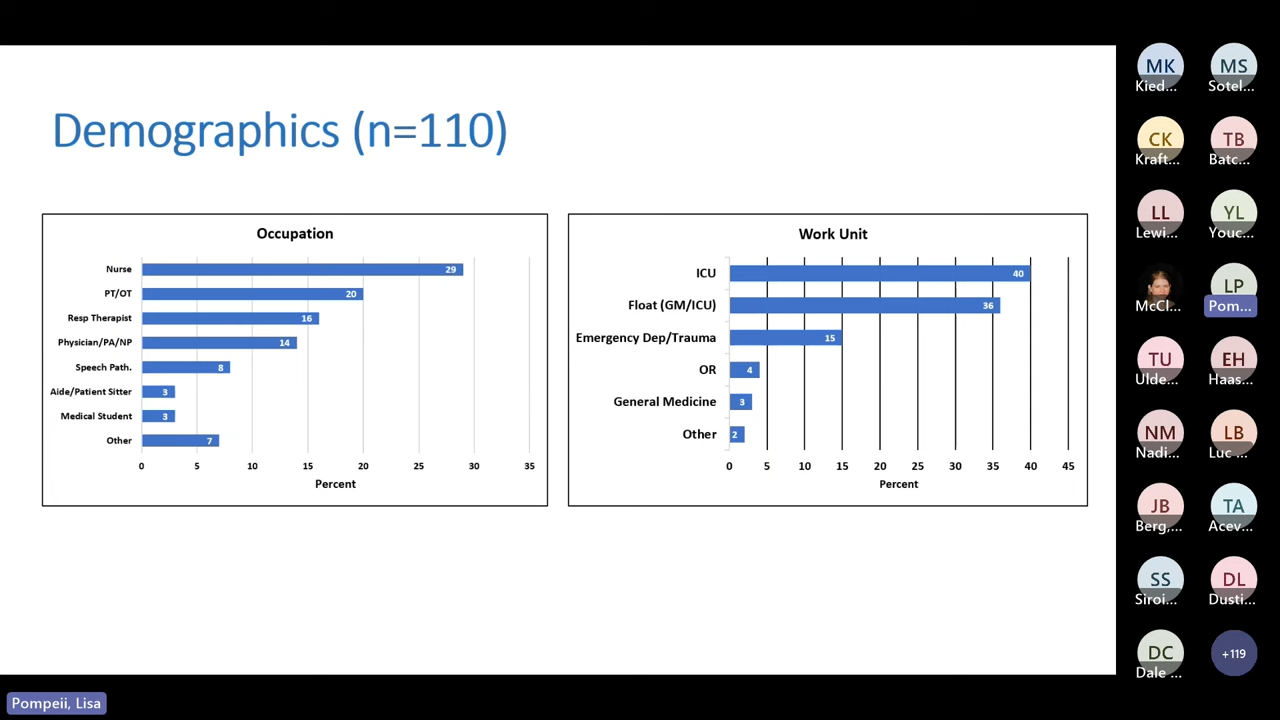 Demographics (n=110)
Occupation
Nurse 29
PT/OT 20
Resp Therapist 16
Physician/PA/NP 14
Speech Path. 8
Aide/Patient Sitter 3
Medical Student 3
Other 7
0 5 10 15 20 25 30 35
Percent
Work Unit
ICU 40
Float (GM/ICU) 36
Emergency Dep/Trauma 15
OR 4
General Medicine 3
Other 2
0 5 10 15 20 25 30 35 40 45
Percent
MK MS
Kied... Sotel...
CK TB
Kraft... Batc...
LL YL
Lewi... Youc...
LP
McCl... Pom...
TU EH
Ulde... Haas...
NM LB
Nadi... Luc ...
JB TA
Berg,... Acev...
SS DL
Siroi... Dusti...
DC +119
Dale ...
Pompeii, Lisa